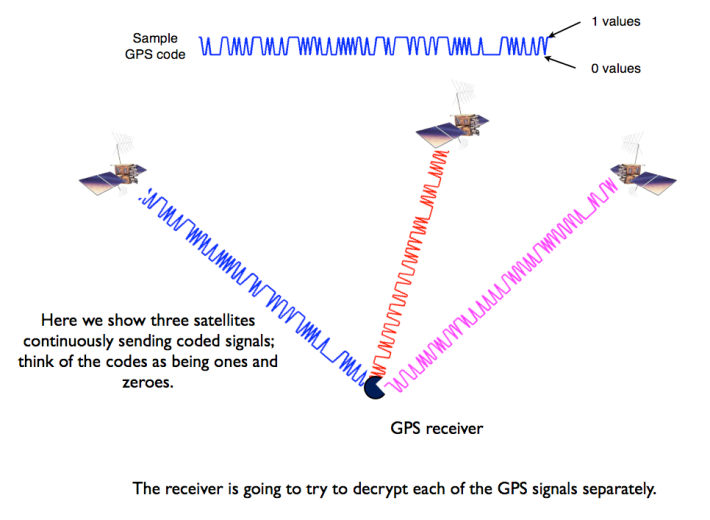 Sample
GPS code
1 values
0 values
Here we show three satellites
continuously sending coded signals;
think of the codes as being ones and
zeroes.
GPS receiver
The receiver is going to try to decrypt each of the GPS signals separately.